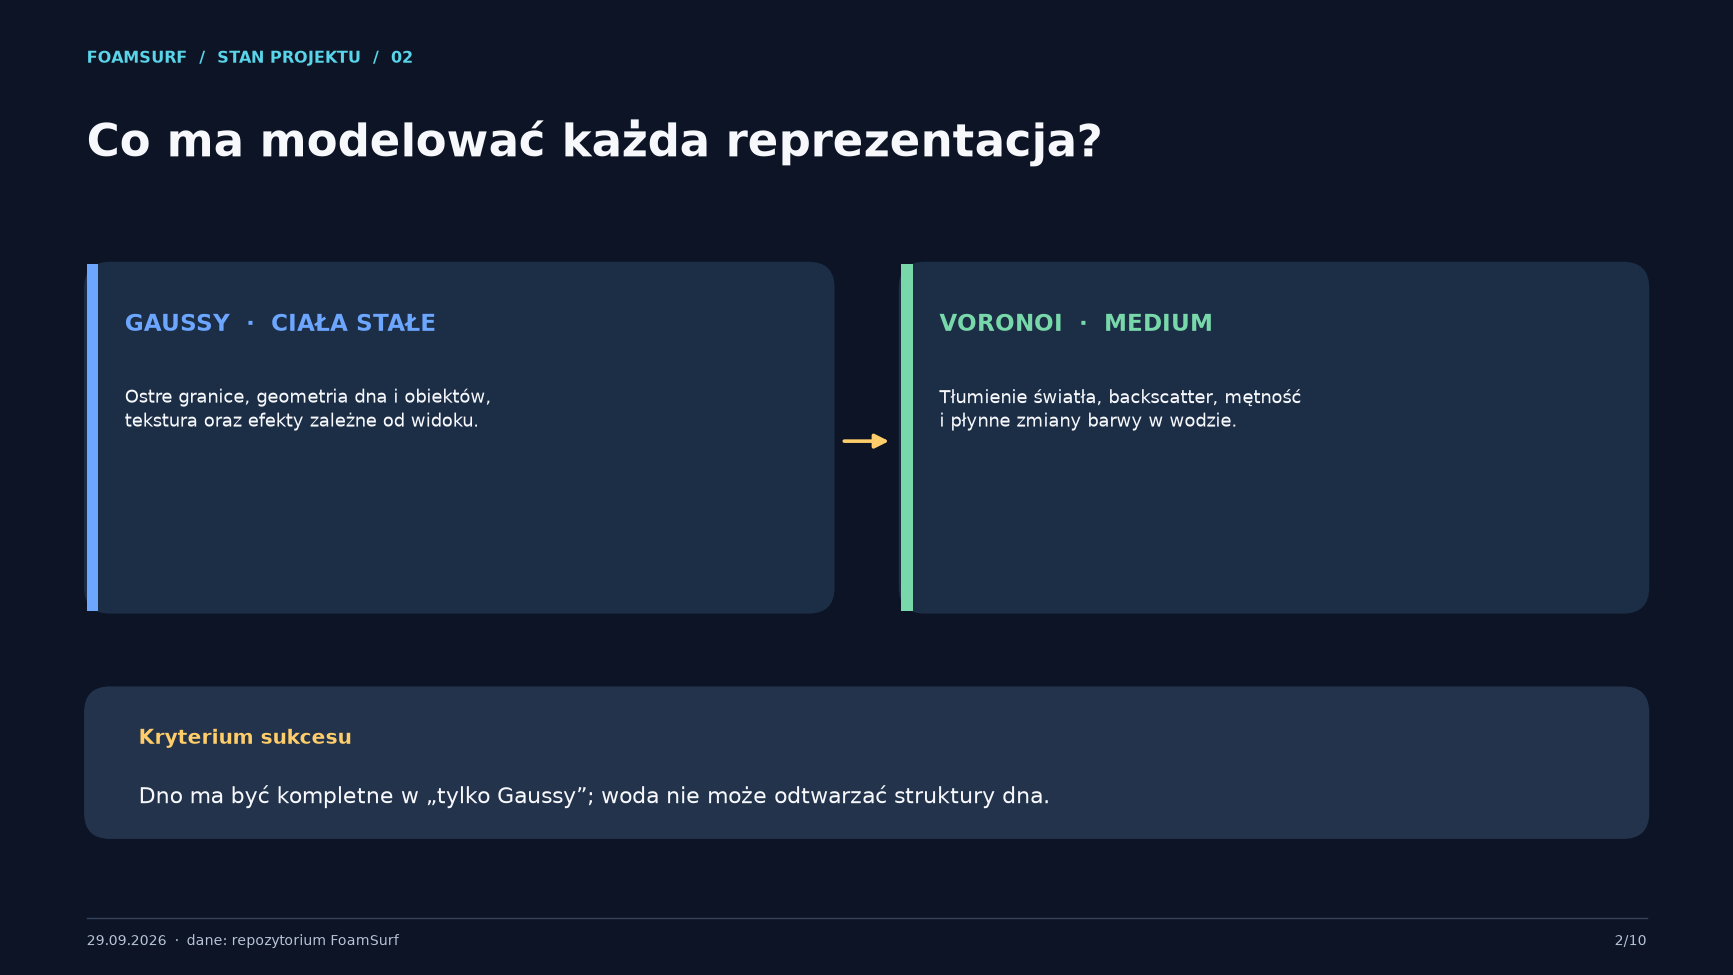 FOAMSURF / STAN PROJEKTU / 02
Co ma modelować każda reprezentacja?
GAUSSY · CIAŁA STAŁE
Ostre granice, geometria dna i obiektów,
tekstura oraz efekty zależne od widoku.
VORONOI · MEDIUM
Tłumienie światła, backscatter, mętność
i płynne zmiany barwy w wodzie.
Kryterium sukcesu
Dno ma być kompletne w „tylko Gaussy”; woda nie może odtwarzać struktury dna.
29.09.2026 · dane: repozytorium FoamSurf
2/10